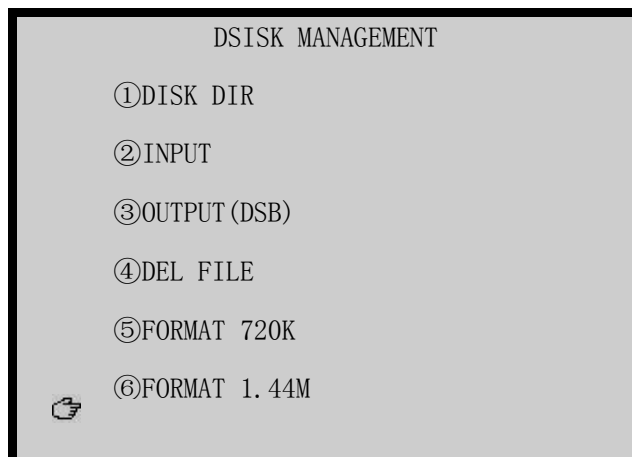 DSISK MANAGEMENT
①DISK DIR
②INPUT
③OUTPUT(DSB)
④DEL FILE
⑤FORMAT 720K
⑥FORMAT 1.44M